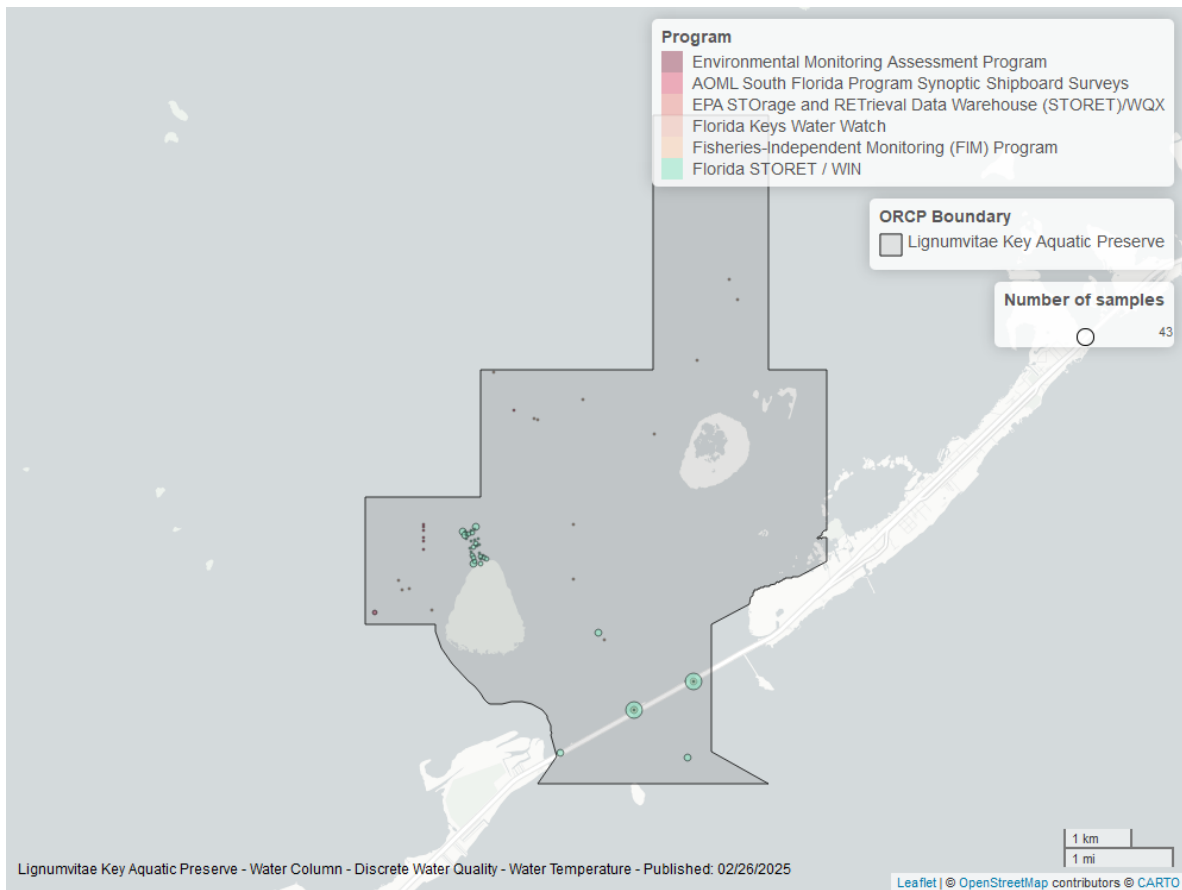 Program
Environmental Monitoring Assessment Program
AOML South Florida Program Synoptic Shipboard Surveys
EPA STOrage and RETrieval Data Warehouse (STORET)/WQX
Florida Keys Water Watch
Fisheries-Independent Monitoring (FIM) Program
Florida STORET / WIN
ORCP Boundary
Lignumvitae Key Aquatic Preserve
Number of samples
43
1 km
1 mi
Lignumvitae Key Aquatic Preserve - Water Column - Discrete Water Quality - Water Temperature - Published: 02/26/2025
Leaflet | © OpenStreetMap contributors © CARTO